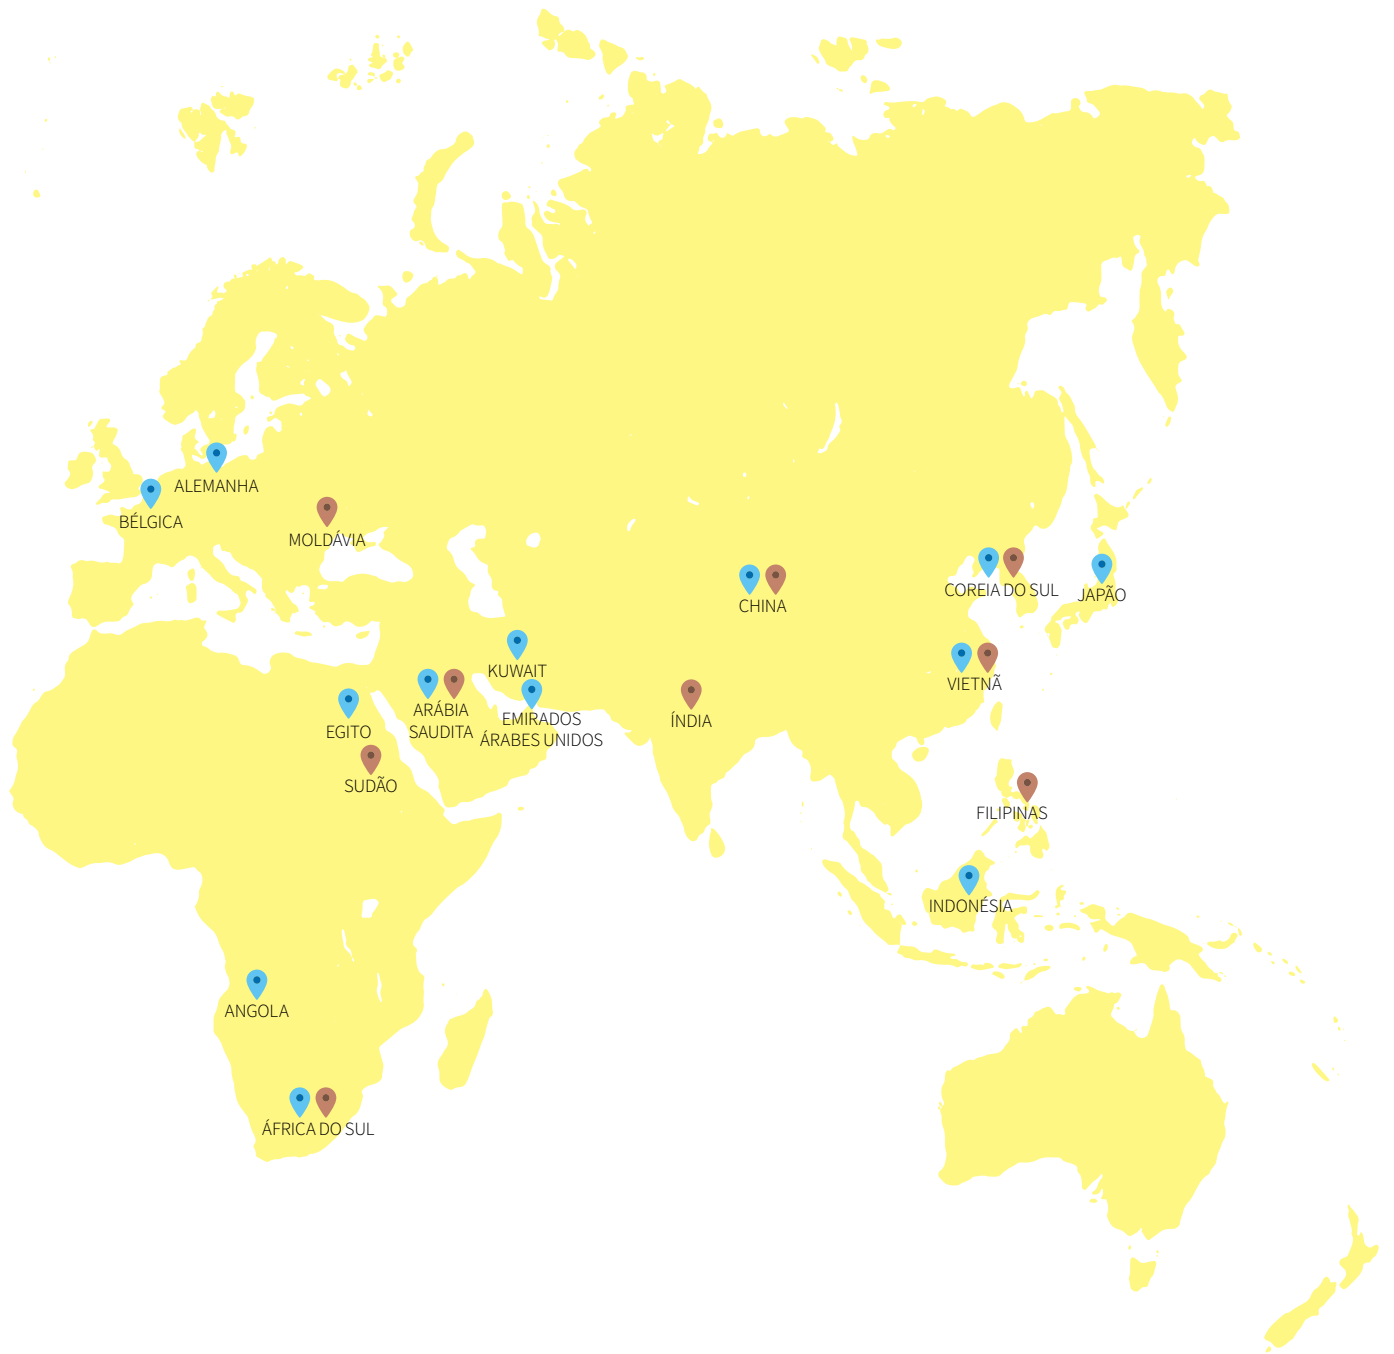 ALEMANHA
BÉLGICA
MOLDÁVIA
COREIA DO SUL
JAPÃO
CHINA
KUWAIT
VIETNÃ
ARÁBIA
SAUDITA
EMIRADOS
ÁRABES UNIDOS
ÍNDIA
EGITO
SUDÃO
FILIPINAS
INDONÉSIA
ANGOLA
ÁFRICA DO SUL